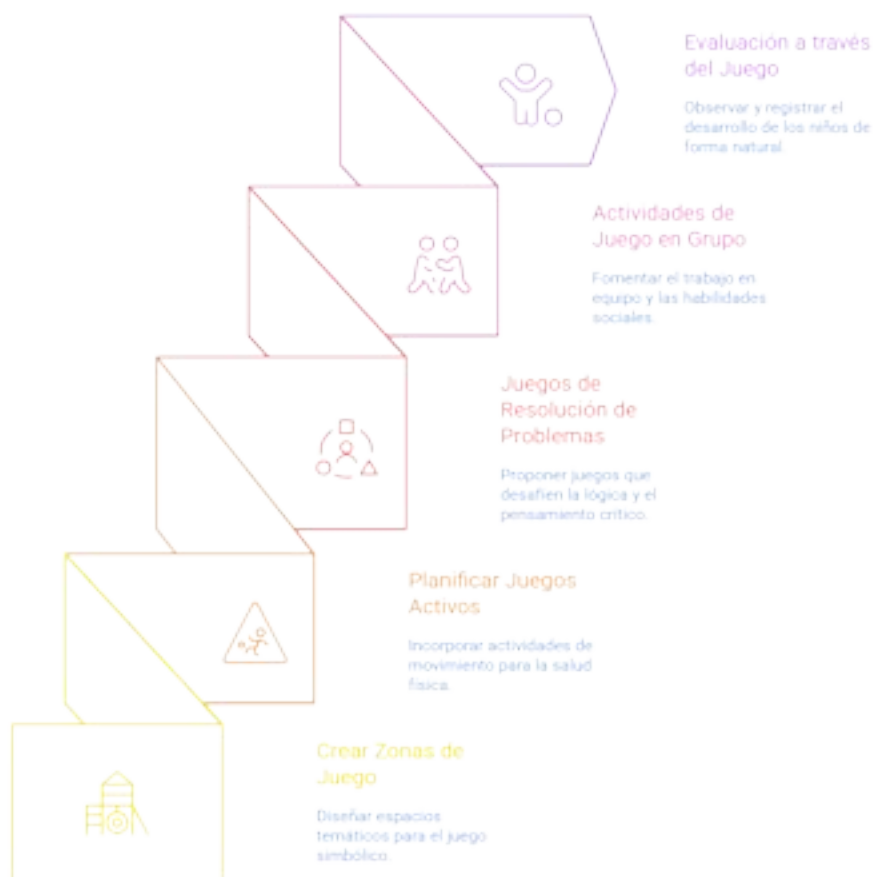 Evaluación a través
del Juego
Observar y registrar el
desarrollo de los niños de
forma natural.
Actividades de
Juego en Grupo
Fomentar el trabajo en
equipo y las habilidades
sociales.
Juegos de
Resolución de
Problemas
Proponer juegos que
desafíen la lógica y el
pensamiento crítico.
Planificar Juegos
Activos
Incorporar actividades de
movimiento para la salud
física.
Crear Zonas de
Juego
Diseñar espacios
temáticos para el juego
simbólico.